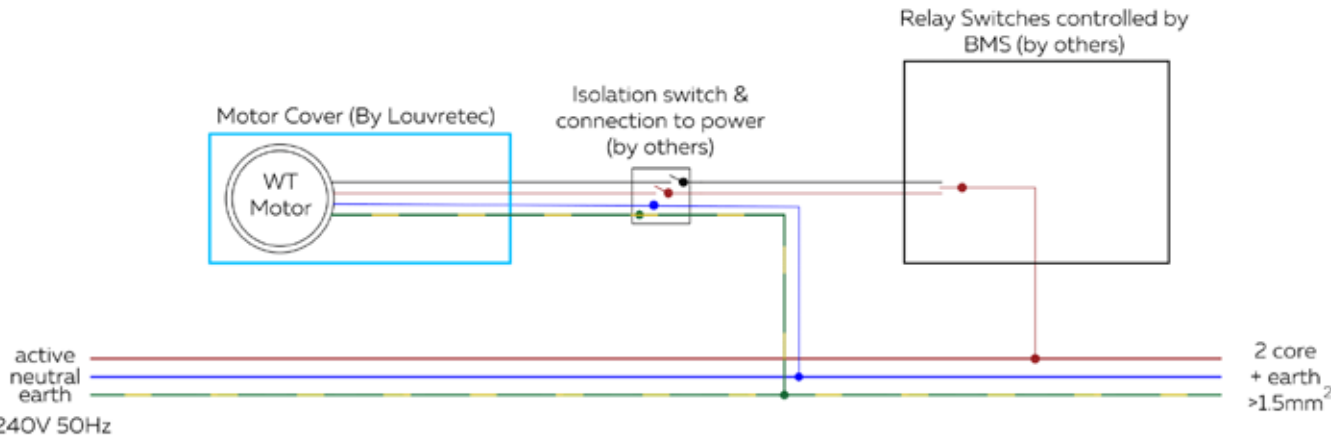 Relay Switches controlled by
BMS (by others)
Isolation switch &
connection to power
(by others)
Motor Cover (By Louvretec)
WT
Motor
active
neutral
earth
240V 50Hz
2 core
+ earth
>1.5mm²